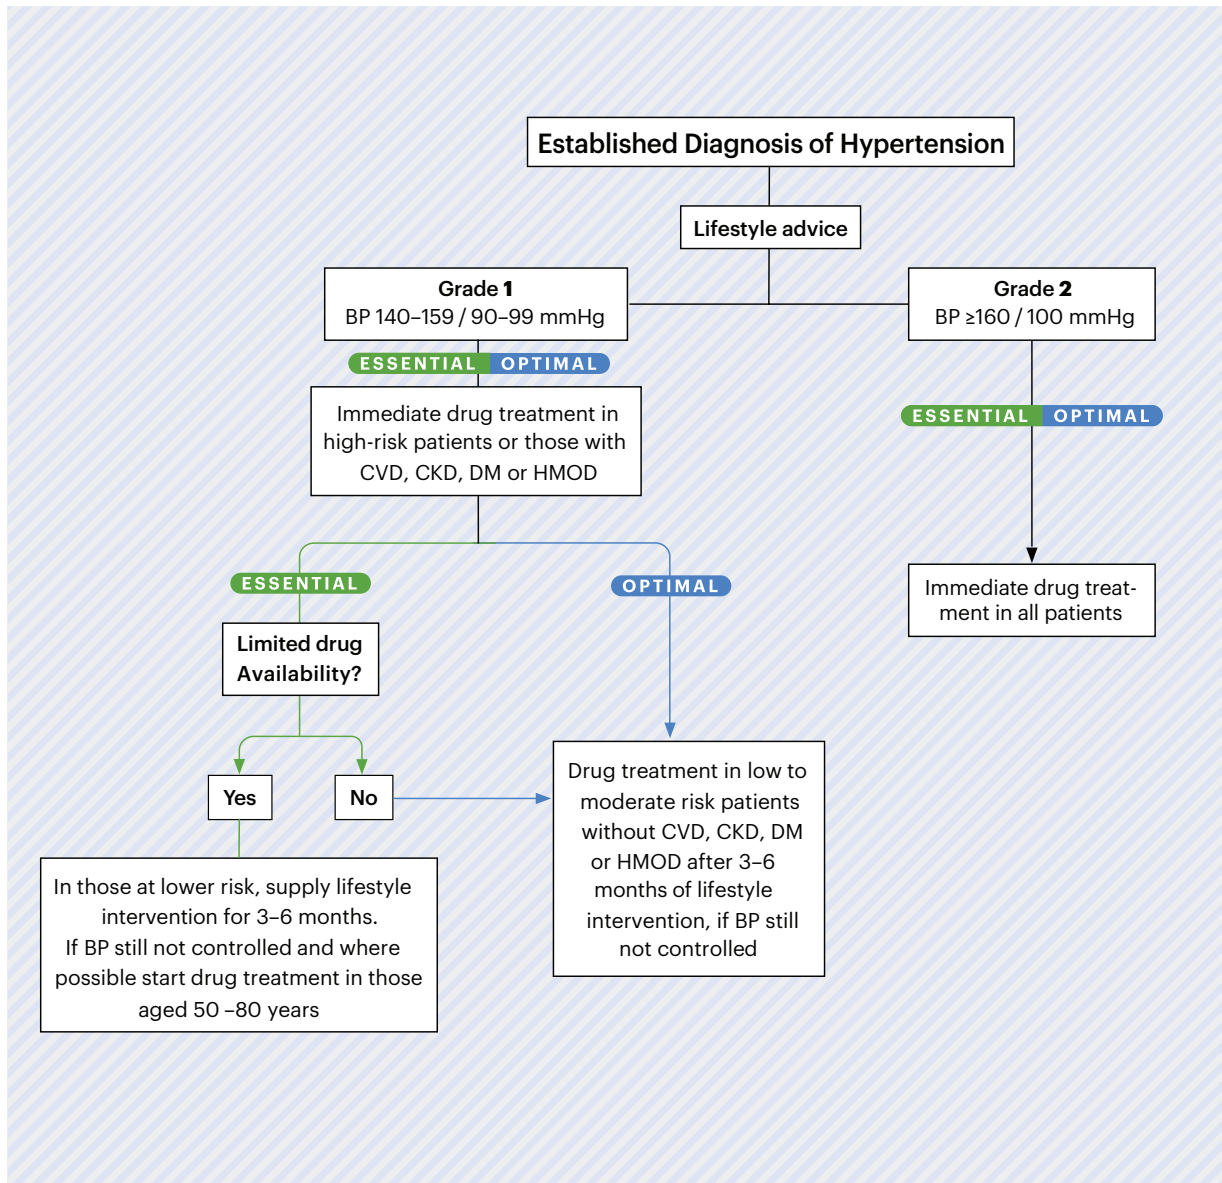 Established Diagnosis of Hypertension
Lifestyle advice
Grade 1
BP 140–159 / 90–99 mmHg
Grade 2
BP ≥160 / 100 mmHg
ESSENTIAL OPTIMAL
Immediate drug treatment in
high-risk patients or those with
CVD, CKD, DM or HMOD
ESSENTIAL OPTIMAL
Immediate drug treat-
ment in all patients
ESSENTIAL
OPTIMAL
Limited drug
Availability?
Yes
No
Drug treatment in low to
moderate risk patients
without CVD, CKD, DM
or HMOD after 3–6
months of lifestyle
intervention, if BP still
not controlled
In those at lower risk, supply lifestyle
intervention for 3–6 months.
If BP still not controlled and where
possible start drug treatment in those
aged 50 –80 years